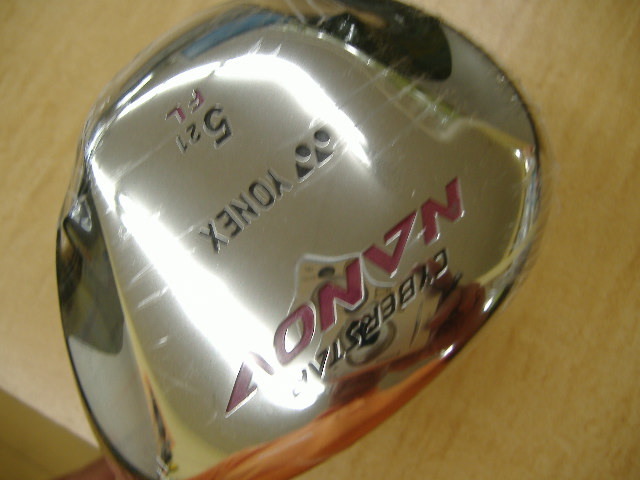 5 21
FL
YONEX
NANOV
CYBERSTAR